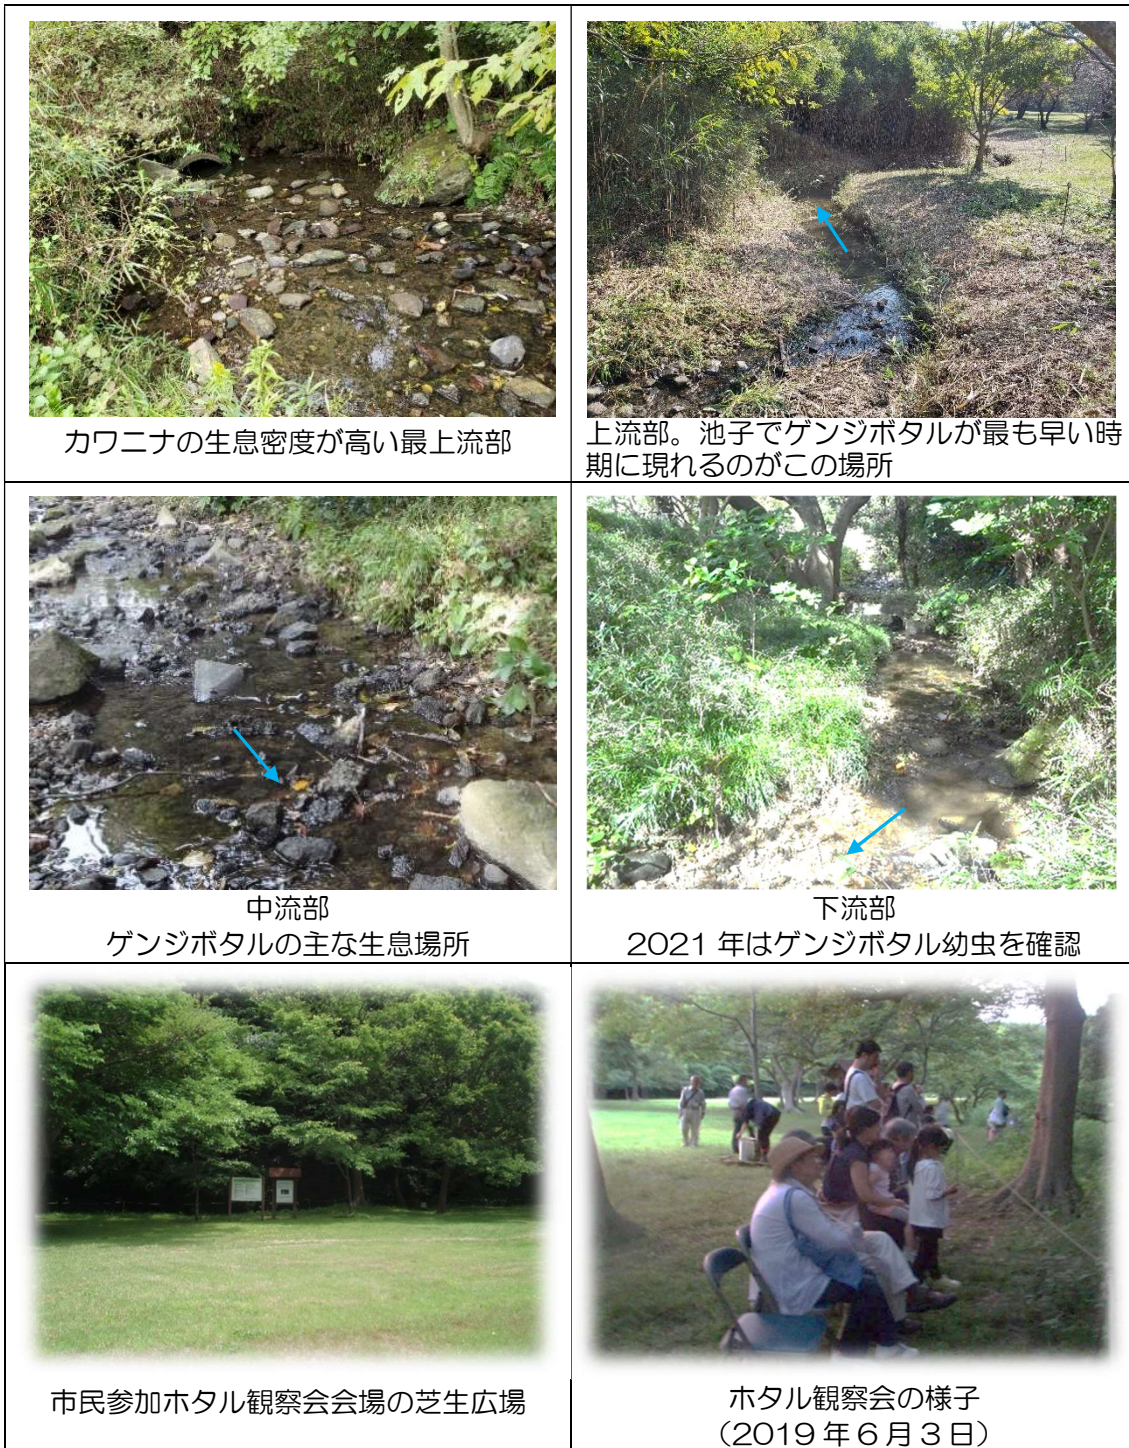 カワニナの生息密度が高い最上流部
上流部。池子でゲンジボタルが最も早い時
期に現れるのがこの場所
中流部
ゲンジボタルの主な生息場所
下流部
2021 年はゲンジボタル幼虫を確認
市民参加ホタル観察会会場の芝生広場
ホタル観察会の様子
（2019 年 6 月 3 日）